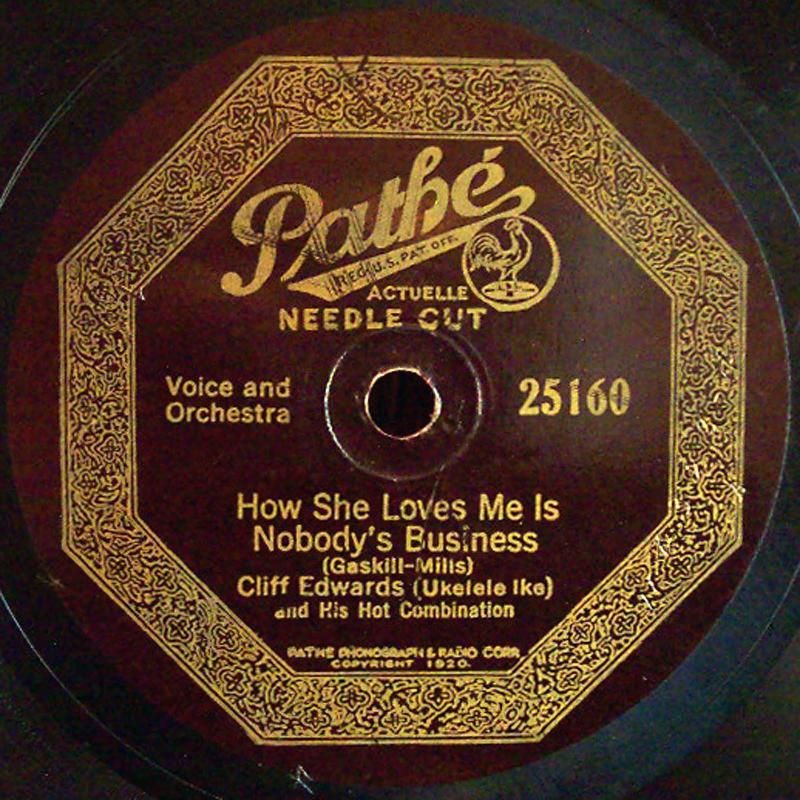 Pathé
REG. U.S. PAT. OFF.
ACTUELLE
NEEDLE CUT
Voice and
Orchestra
25160
How She Loves Me Is
Nobody's Business
(Gaskill-Mills)
Cliff Edwards (Ukelele Ike)
and His Hot Combination
PATHE PHONOGRAPH & RADIO CORP.
COPYRIGHT 1920.